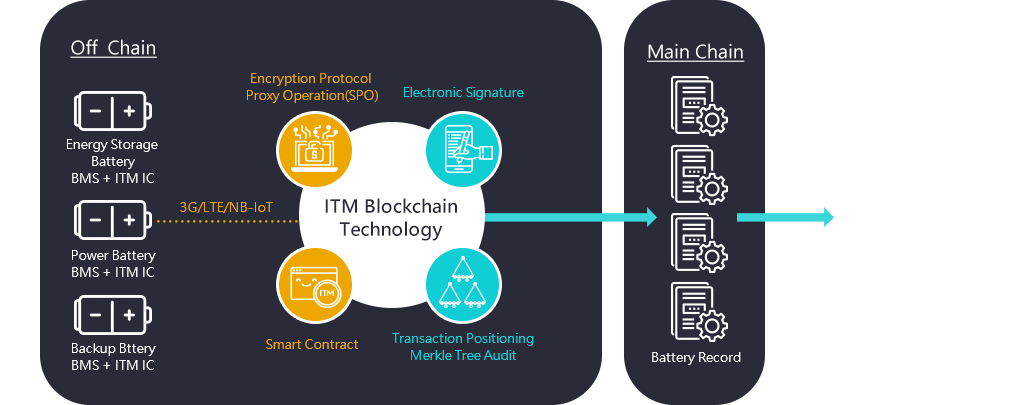 Off Chain
Energy Storage
Battery
BMS + ITM IC
Power Battery
BMS + ITM IC
Backup Bttery
BMS + ITM IC
3G/LTE/NB-IoT
Encryption Protocol
Proxy Operation(SPO)
Electronic Signature
ITM Blockchain
Technology
ITM
Smart Contract
Transaction Positioning
Merkle Tree Audit
Main Chain
Battery Record